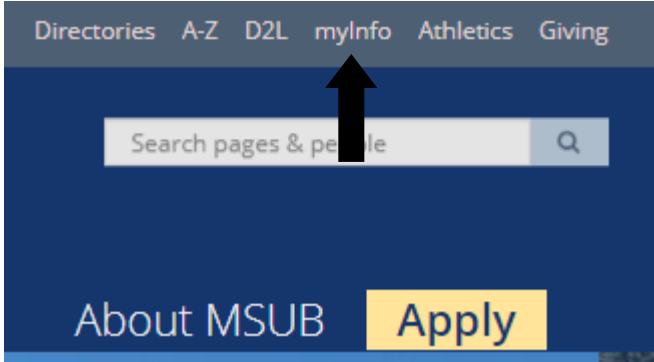 Directories A-Z D2L myInfo Athletics Giving
Search pages &
About MSUB Apply